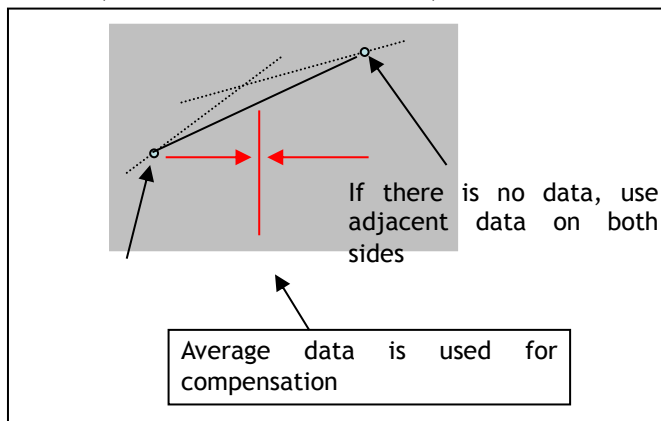 If there is no data, use
adjacent data on both
sides
Average data is used for
compensation